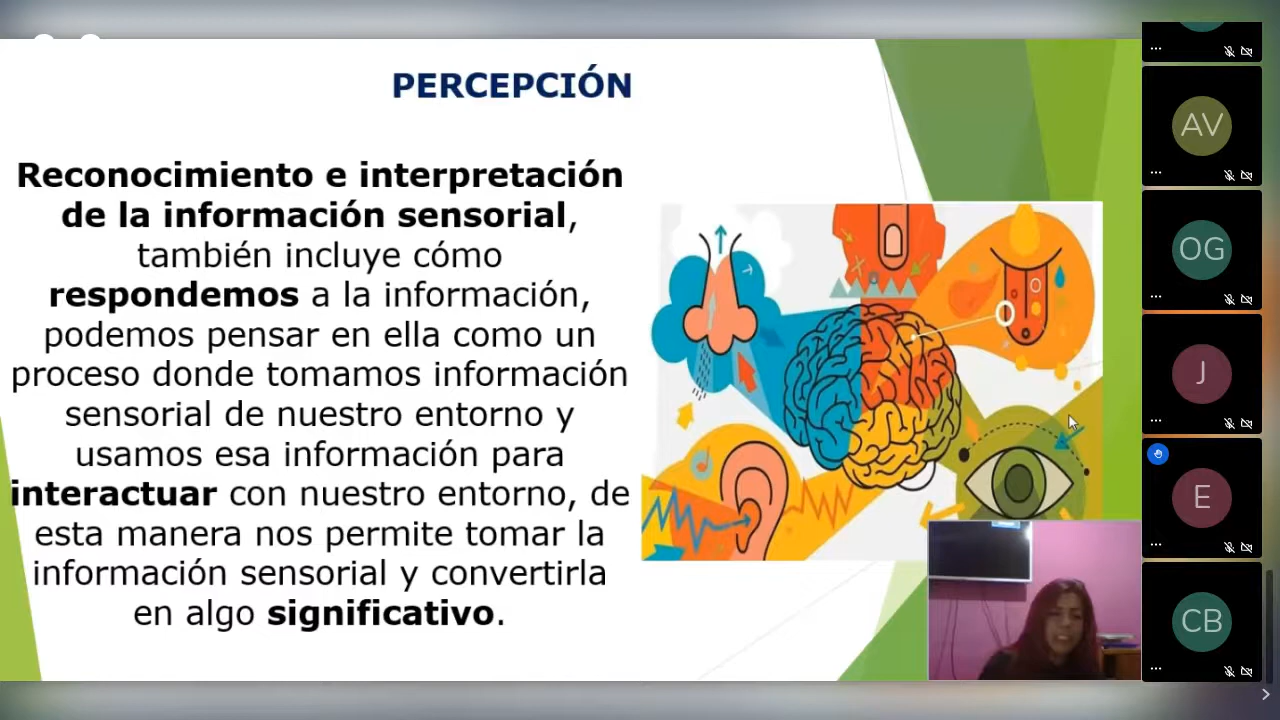 PERCEPCIÓN
Reconocimiento e interpretación
de la información sensorial,
también incluye cómo
respondemos a la información,
podemos pensar en ella como un
proceso donde tomamos información
sensorial de nuestro entorno y
usamos esa información para
interactuar con nuestro entorno, de
esta manera nos permite tomar la
información sensorial y convertirla
en algo significativo.
AV
OG
J
E
CB